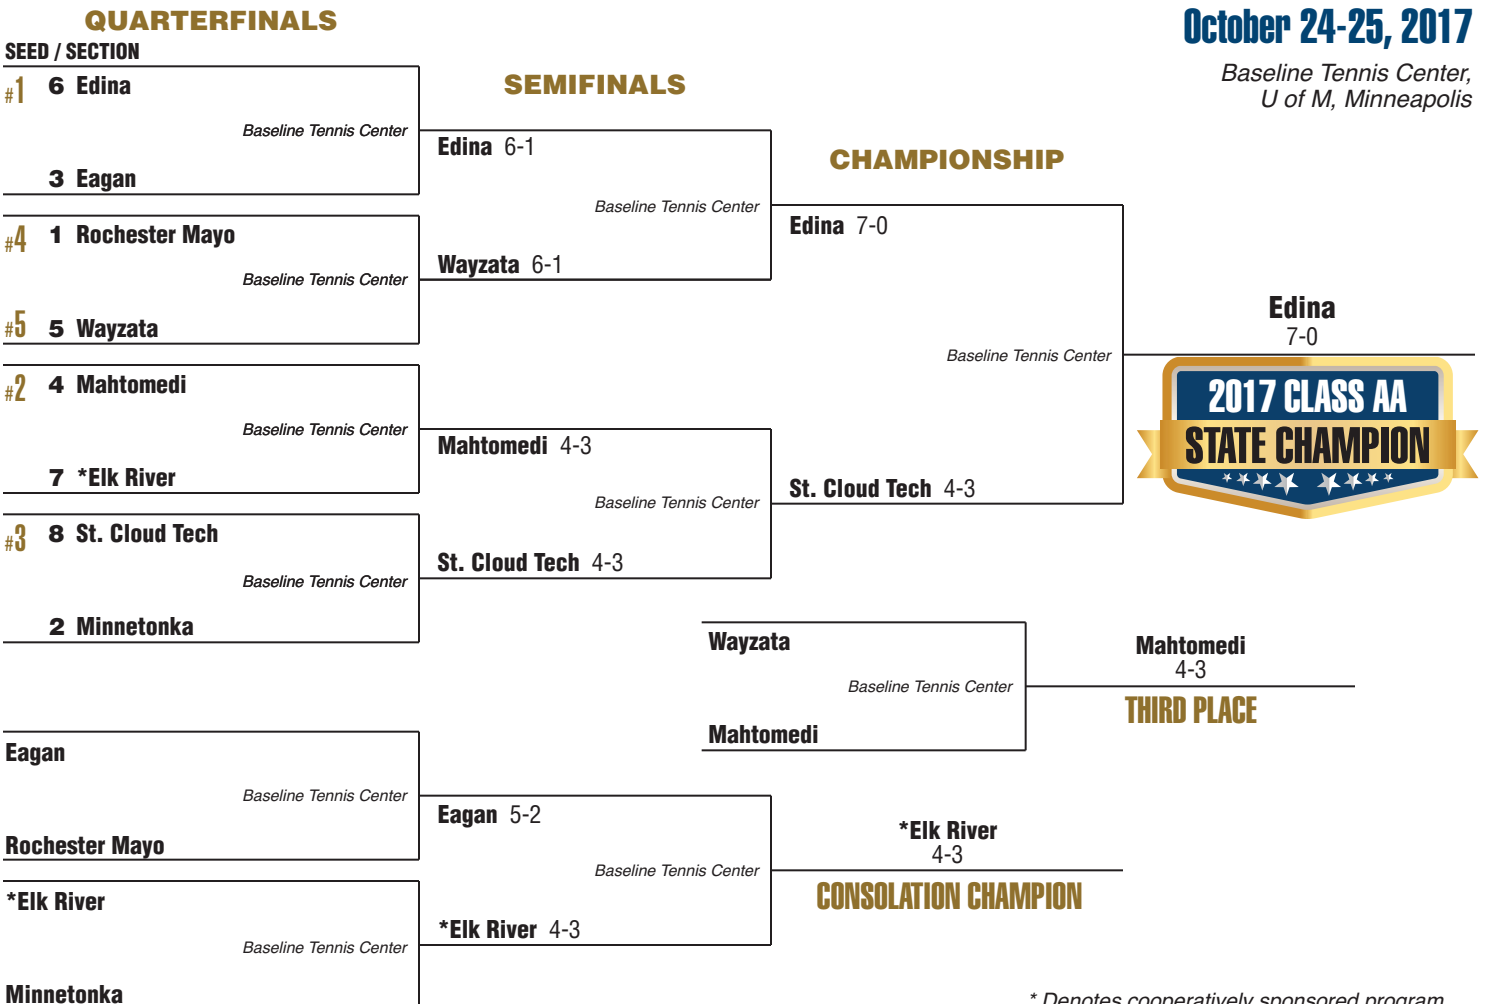 QUARTERFINALS
October 24-25, 2017
SEED / SECTION
Baseline Tennis Center,
U of M, Minneapolis
SEMIFINALS
CHAMPIONSHIP
#1 6 Edina
Baseline Tennis Center
3 Eagan
Edina 6-1
#4 1 Rochester Mayo
Baseline Tennis Center
#5 5 Wayzata
Wayzata 6-1
Baseline Tennis Center
Edina 7-0
#2 4 Mahtomedi
Baseline Tennis Center
7 *Elk River
Mahtomedi 4-3
#3 8 St. Cloud Tech
Baseline Tennis Center
2 Minnetonka
St. Cloud Tech 4-3
Baseline Tennis Center
St. Cloud Tech 4-3
Baseline Tennis Center
Edina
7-0
2017 CLASS AA
STATE CHAMPION
Wayzata
Baseline Tennis Center
Mahtomedi
Mahtomedi
4-3
THIRD PLACE
Eagan
Baseline Tennis Center
Rochester Mayo
Eagan 5-2
*Elk River
Baseline Tennis Center
Minnetonka
*Elk River 4-3
Baseline Tennis Center
*Elk River
4-3
CONSOLATION CHAMPION
* Denotes cooperatively sponsored program